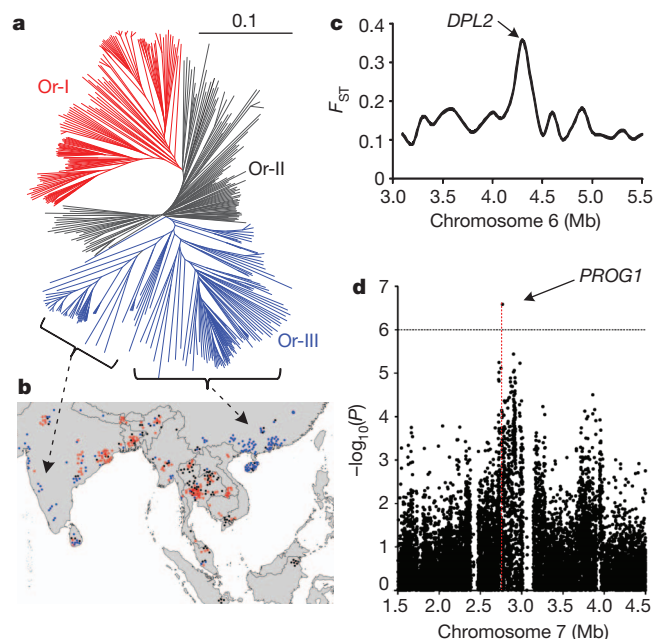 a
0.1
Or-I
Or-II
Or-III
b
c
DPL2
0.4
0.3
0.2
0.1
0
FST
3.0 3.5 4.0 4.5 5.0 5.5
Chromosome 6 (Mb)
d
PROG1
7
6
5
4
3
2
1
0
–log10(P)
1.5 2.0 2.5 3.0 3.5 4.0 4.5
Chromosome 7 (Mb)